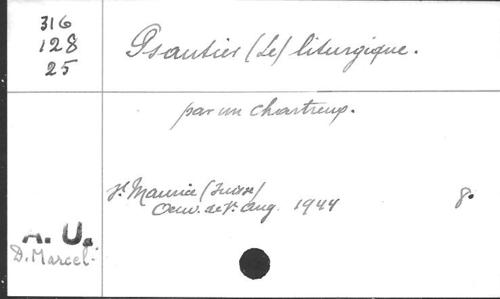 316
128
25
Psautier (Le) liturgique.
par un chartreux.
St Maurice (Suisse)
Oeuv. de St. Aug. 1944 8°
A. U.
D. Marcel.